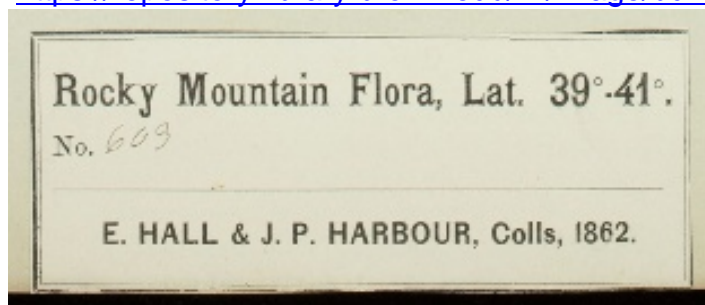 Rocky Mountain Flora, Lat. 39°-41°.
No. 609
E. HALL & J. P. HARBOUR, Colls, 1862.